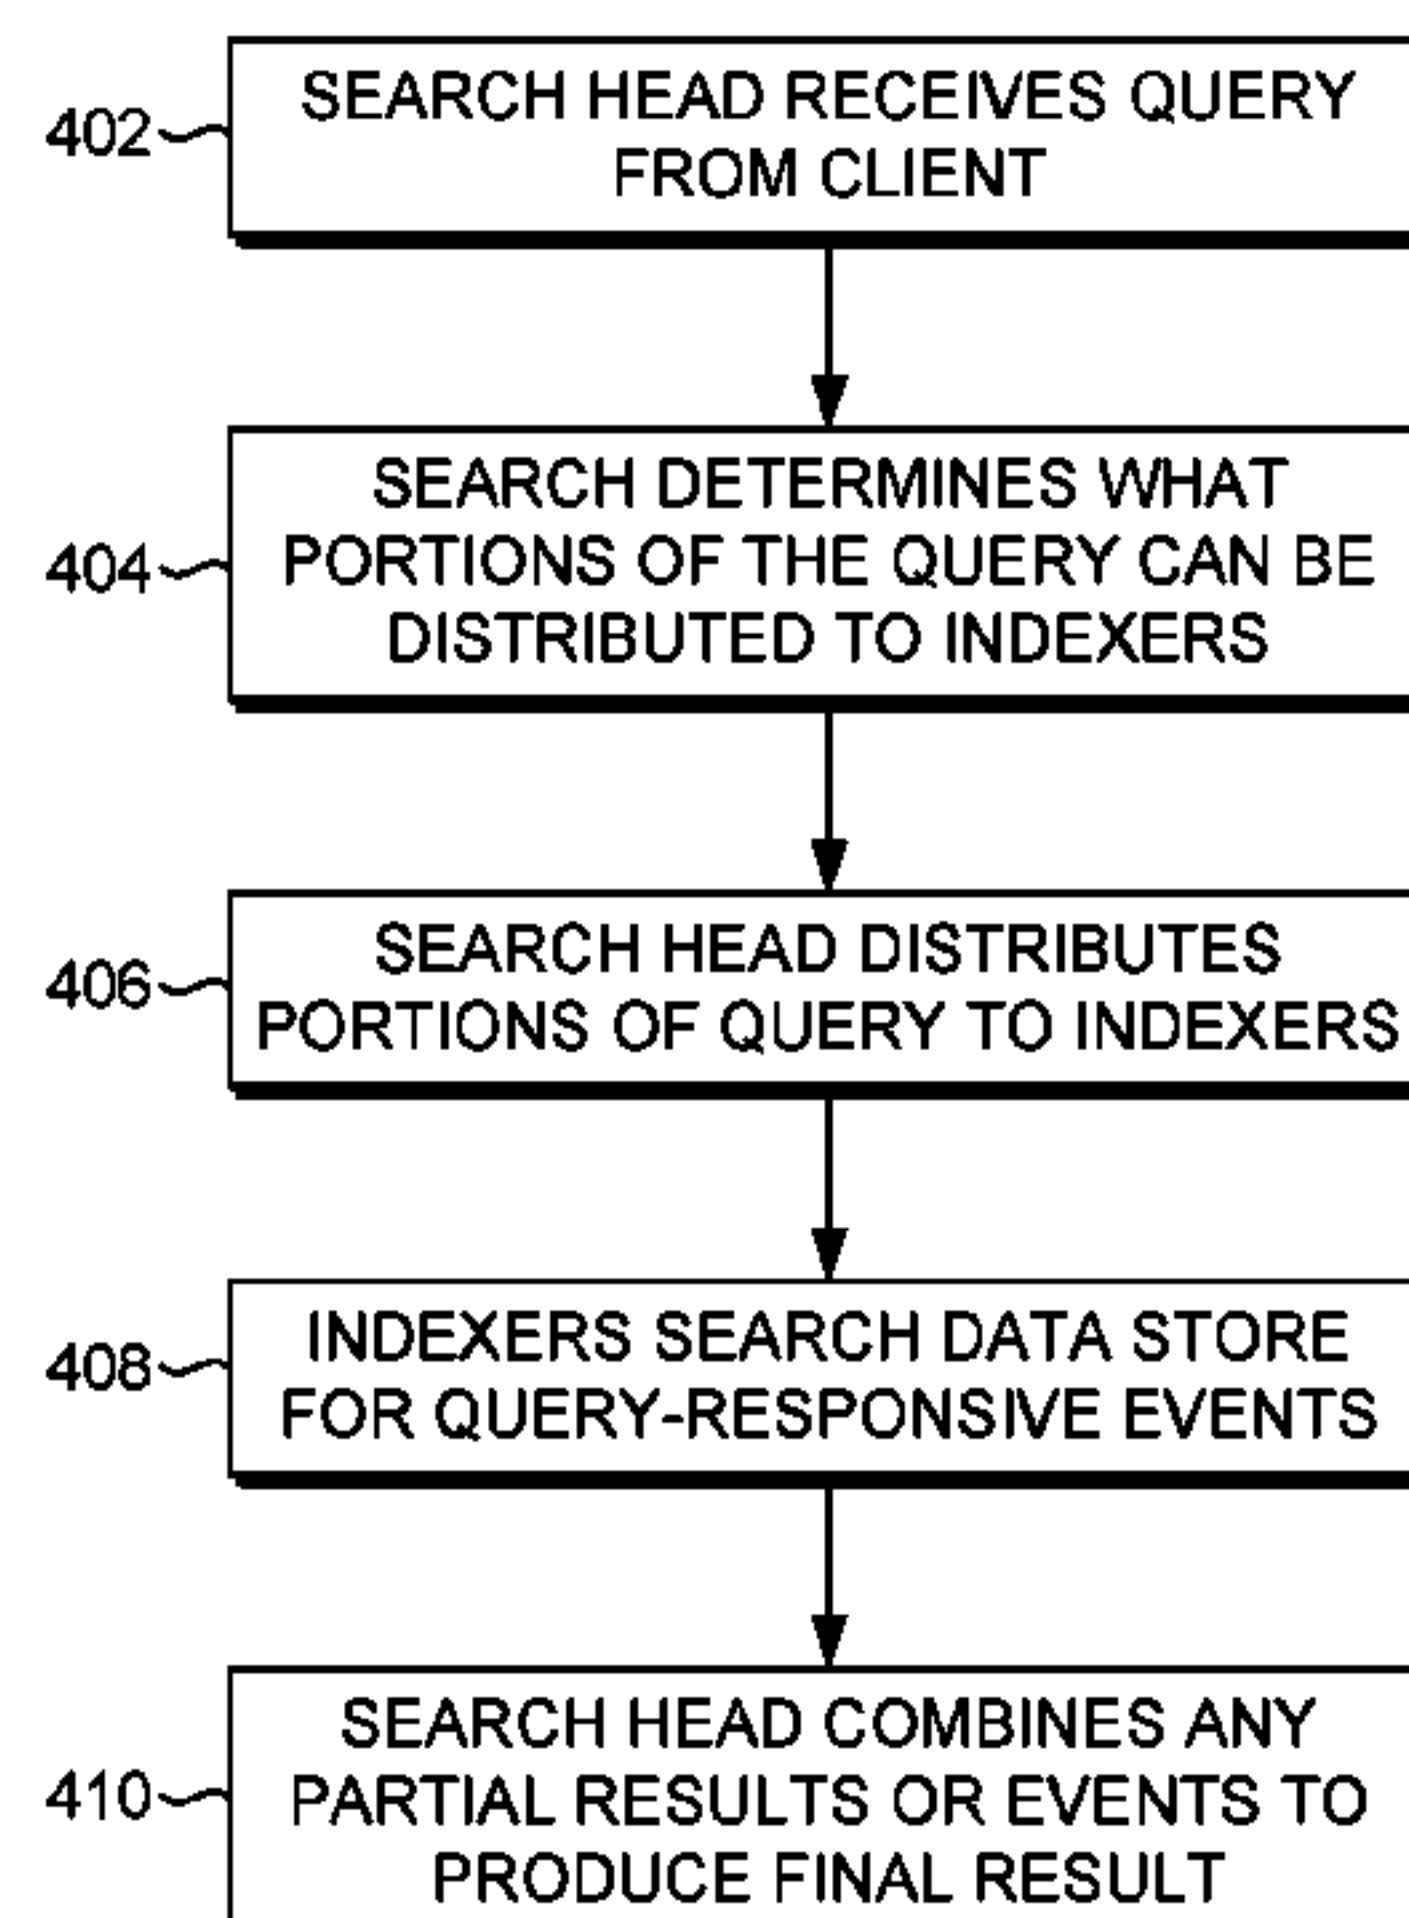 SEARCH HEAD RECEIVES QUERY
FROM CLIENT
402
SEARCH DETERMINES WHAT
PORTIONS OF THE QUERY CAN BE
DISTRIBUTED TO INDEXERS
404
SEARCH HEAD DISTRIBUTES
PORTIONS OF QUERY TO INDEXERS
406
INDEXERS SEARCH DATA STORE
FOR QUERY-RESPONSIVE EVENTS
408
SEARCH HEAD COMBINES ANY
PARTIAL RESULTS OR EVENTS TO
PRODUCE FINAL RESULT
410